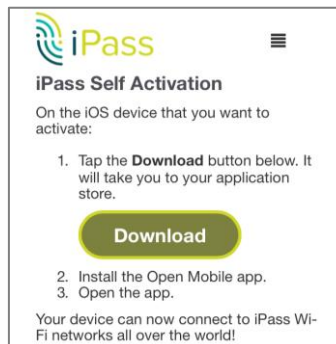 iPass
iPass Self Activation
On the iOS device that you want to
activate:
1. Tap the Download button below. It
will take you to your application
store.
Download
2. Install the Open Mobile app.
3. Open the app.
Your device can now connect to iPass Wi-
Fi networks all over the world!